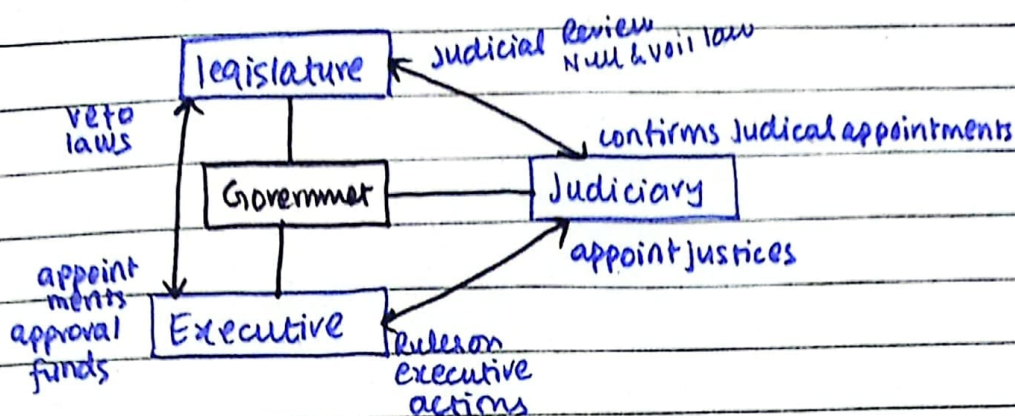 Judicial Review
Null & void law
legislature
veto
laws
confirms Judical appointments
Governmet
Judiciary
appoint justices
appoint
ments
approval
funds
Executive
Rules on
executive
actions